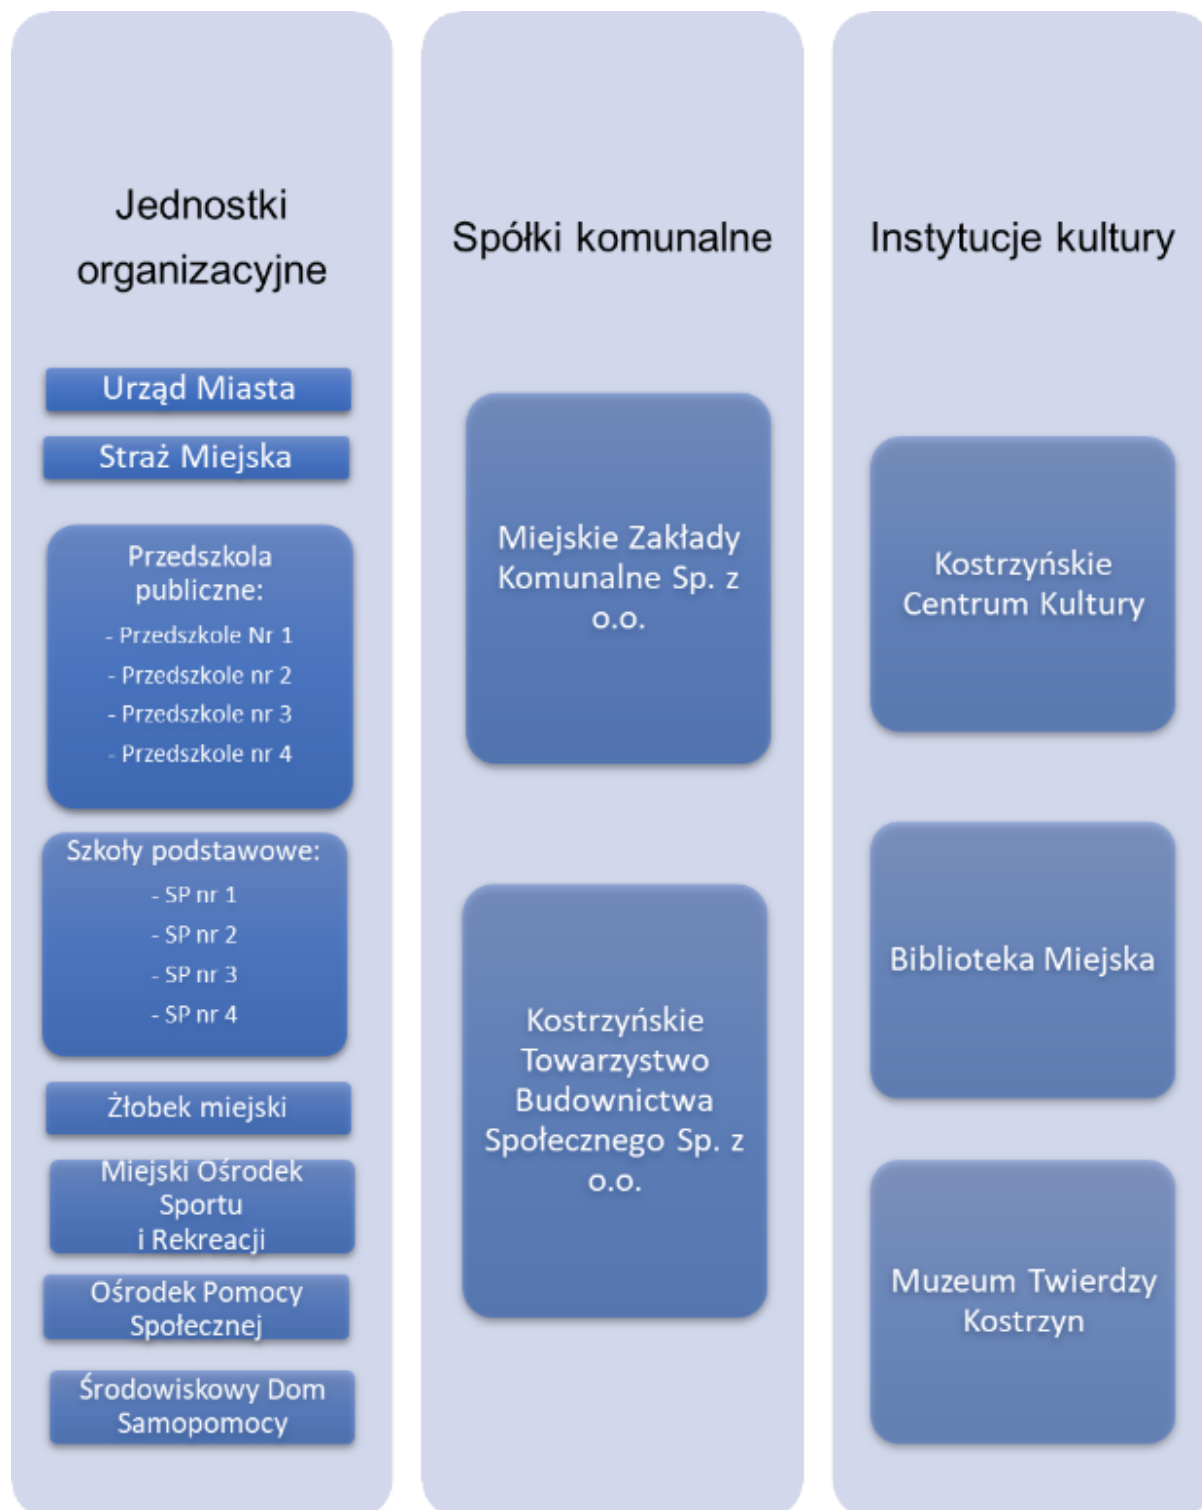 Jednostki
organizacyjne
Urząd Miasta
Straż Miejska
Przedszkola
publiczne:
- Przedszkole Nr 1
- Przedszkole nr 2
- Przedszkole nr 3
- Przedszkole nr 4
Szkoły podstawowe:
- SP nr 1
- SP nr 2
- SP nr 3
- SP nr 4
Żłobek miejski
Miejski Ośrodek
Sportu
i Rekreacji
Ośrodek Pomocy
Społecznej
Środowiskowy Dom
Samopomocy
Spółki komunalne
Miejskie Zakłady
Komunalne Sp. z
o.o.
Kostrzyńskie
Towarzystwo
Budownictwa
Społecznego Sp. z
o.o.
Instytucje kultury
Kostrzyńskie
Centrum Kultury
Biblioteka Miejska
Muzeum Twierdzy
Kostrzyn